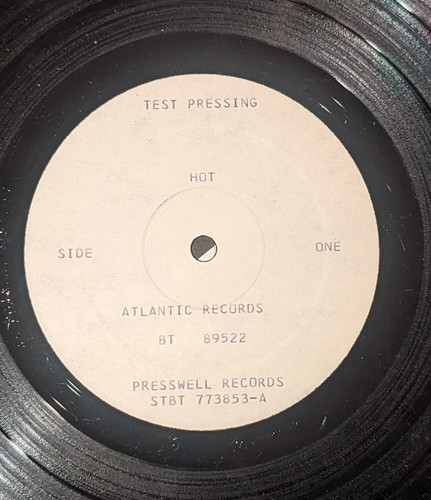 TEST PRESSING
HOT
SIDE ONE
ATLANTIC RECORDS
BT 89522
PRESSWELL RECORDS
STBT 773853-A